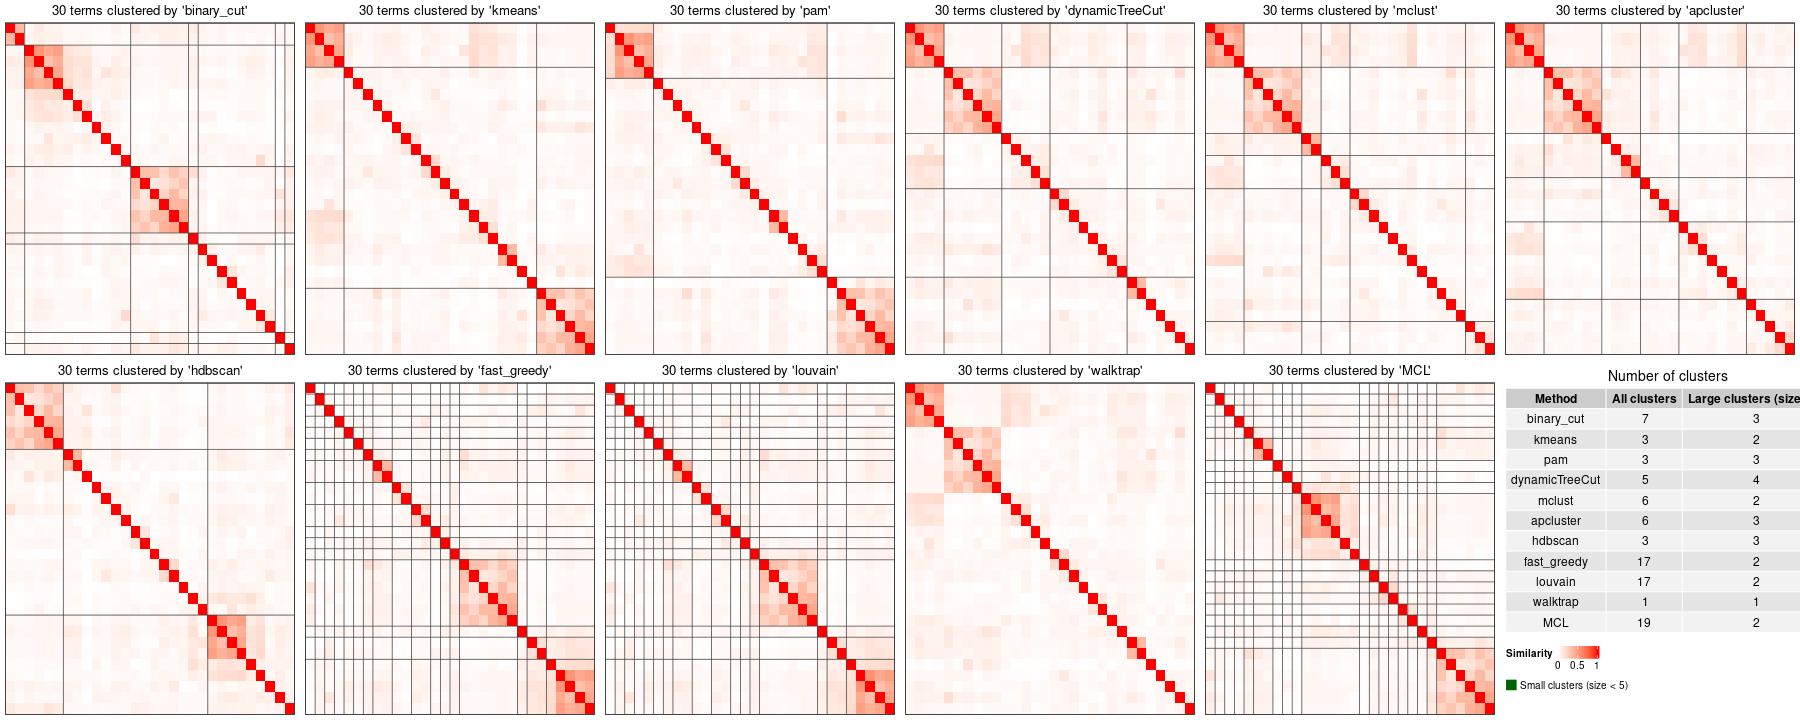 30 terms clustered by 'binary_cut'
30 terms clustered by 'kmeans'
30 terms clustered by 'pam'
30 terms clustered by 'dynamicTreeCut'
30 terms clustered by 'mclust'
30 terms clustered by 'apcluster'
30 terms clustered by 'hdbscan'
30 terms clustered by 'fast_greedy'
30 terms clustered by 'louvain'
30 terms clustered by 'walktrap'
30 terms clustered by 'MCL'
Number of clusters
Method All clusters Large clusters (size
binary_cut 7 3
kmeans 3 2
pam 3 3
dynamicTreeCut 5 4
mclust 6 2
apcluster 6 3
hdbscan 3 3
fast_greedy 17 2
louvain 17 2
walktrap 1 1
MCL 19 2
Similarity
0 0.5 1
Small clusters (size < 5)